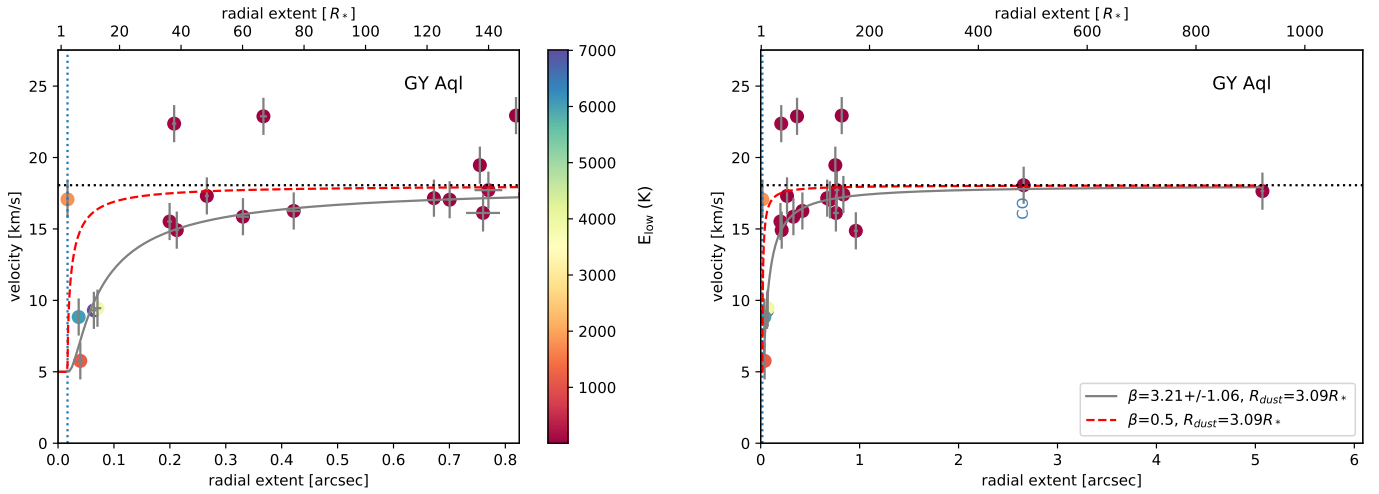 radial extent [R*]
1 20 40 60 80 100 120 140
GY Aql
velocity [km/s]
25
20
15
10
5
0
0.0 0.1 0.2 0.3 0.4 0.5 0.6 0.7 0.8
radial extent [arcsec]
7000
6000
5000
4000
3000
2000
1000
E_low (K)
radial extent [R*]
1 200 400 600 800 1000
GY Aql
velocity [km/s]
25
20
15
10
5
0
CO
β=3.21+/-1.06, R_dust=3.09R*
β=0.5, R_dust=3.09R*
0 1 2 3 4 5 6
radial extent [arcsec]